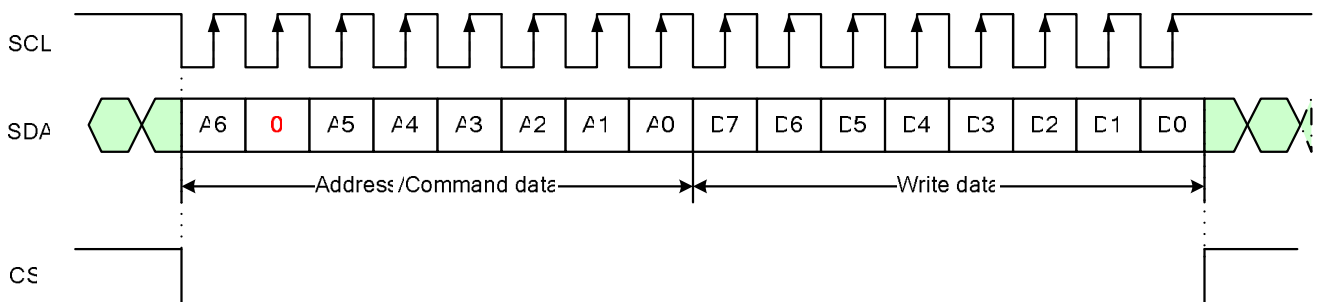 SCL
SDA A6 0 A5 A4 A3 A2 A1 A0 D7 D6 D5 D4 D3 D2 D1 D0
Address/Command data Write data
CS